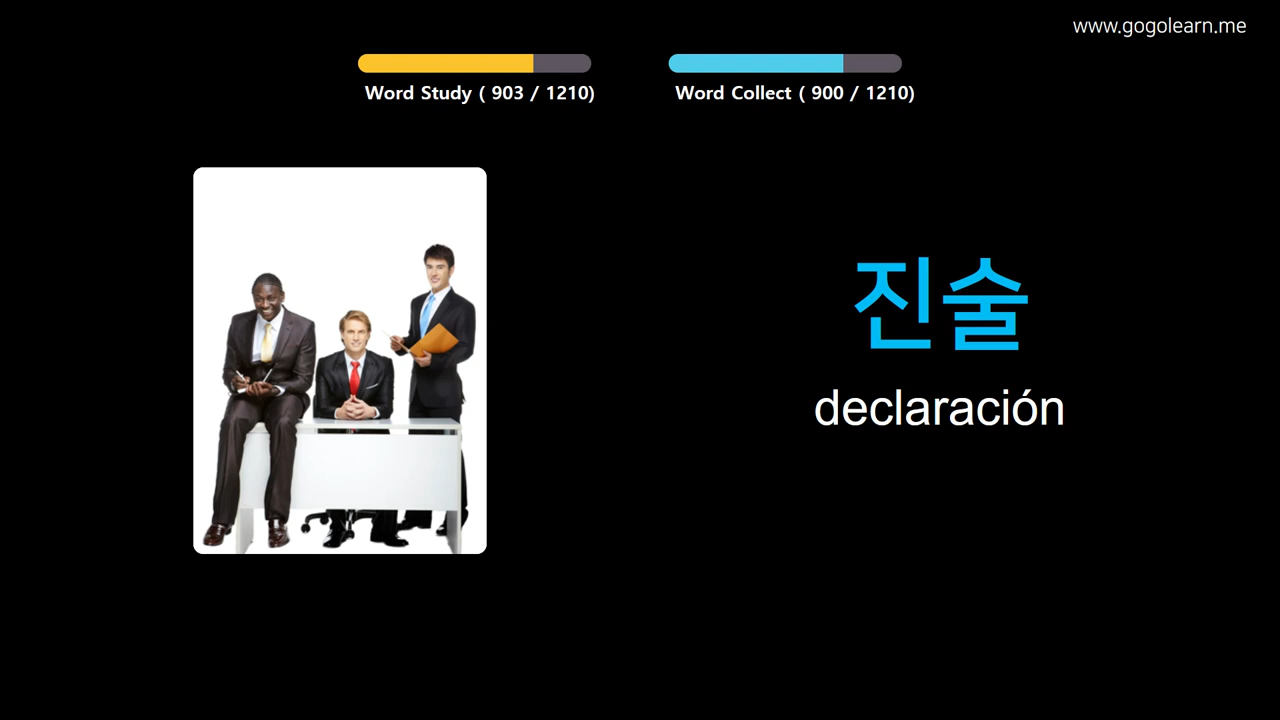 www.gogolearn.me
Word Study ( 903 / 1210)
Word Collect ( 900 / 1210)
진술
declaración